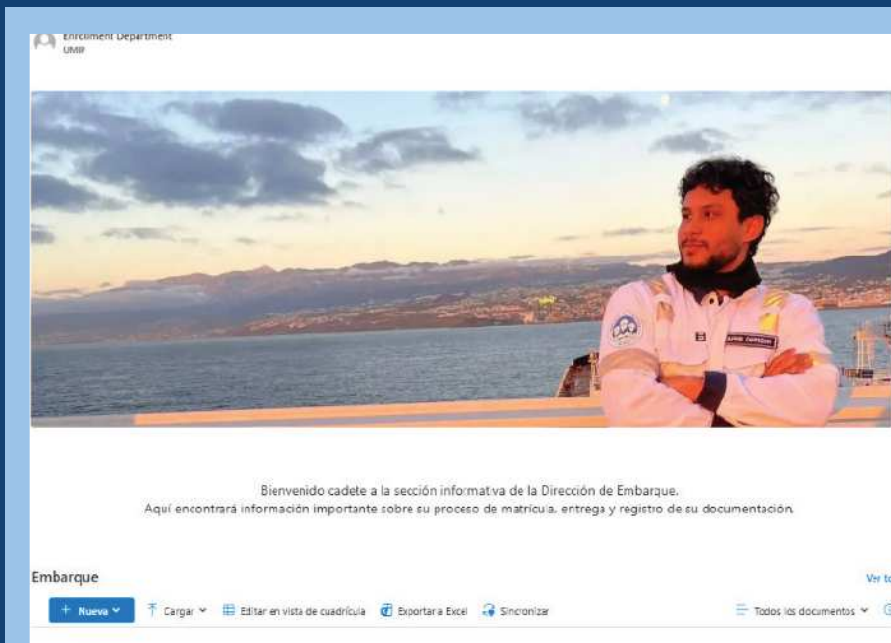 Enrollment Department
UMIP
Bienvenido cadete a la sección informativa de la Dirección de Embarque.
Aquí encontrará información importante sobre su proceso de matrícula, entrega y registro de su documentación.
Embarque
Ver to
+ Nueva Cargar Editar en vista de cuadrícula Exportar a Excel Sincronizar Todos los documentos